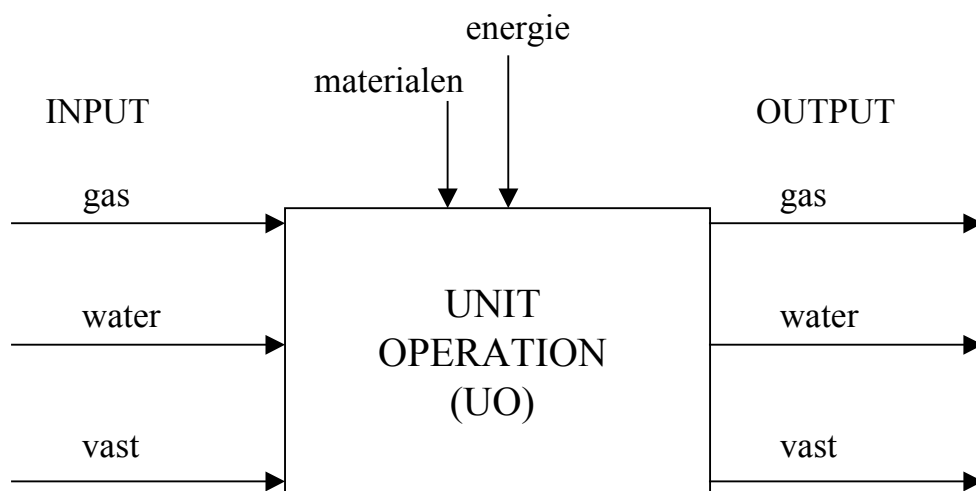 energie
materialen
INPUT
OUTPUT
gas
gas
water
UNIT
OPERATION
(UO)
water
vast
vast